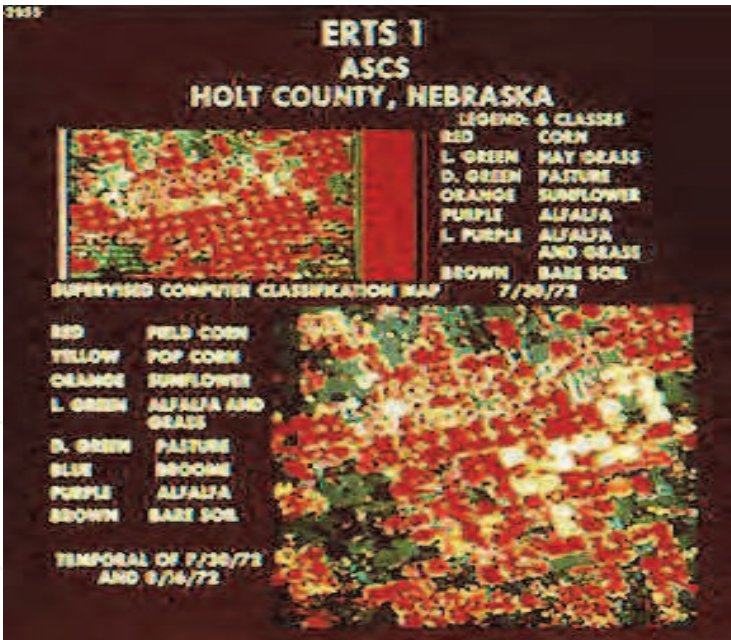 ERTS 1
ASCS
HOLT COUNTY, NEBRASKA
LEGEND: 6 CLASSES
RED CORN
L. GREEN HAY GRASS
D. GREEN PASTURE
ORANGE SUNFLOWER
PURPLE ALFALFA
L. PURPLE ALFALFA
AND GRASS
BROWN BARE SOIL
SUPERVISED COMPUTER CLASSIFICATION MAP 7/30/72
RED FIELD CORN
YELLOW POP CORN
ORANGE SUNFLOWER
L. GREEN ALFALFA AND
GRASS
D. GREEN PASTURE
BLUE BROOME
PURPLE ALFALFA
BROWN BARE SOIL
TEMPORAL OF 7/30/72
AND 8/16/72